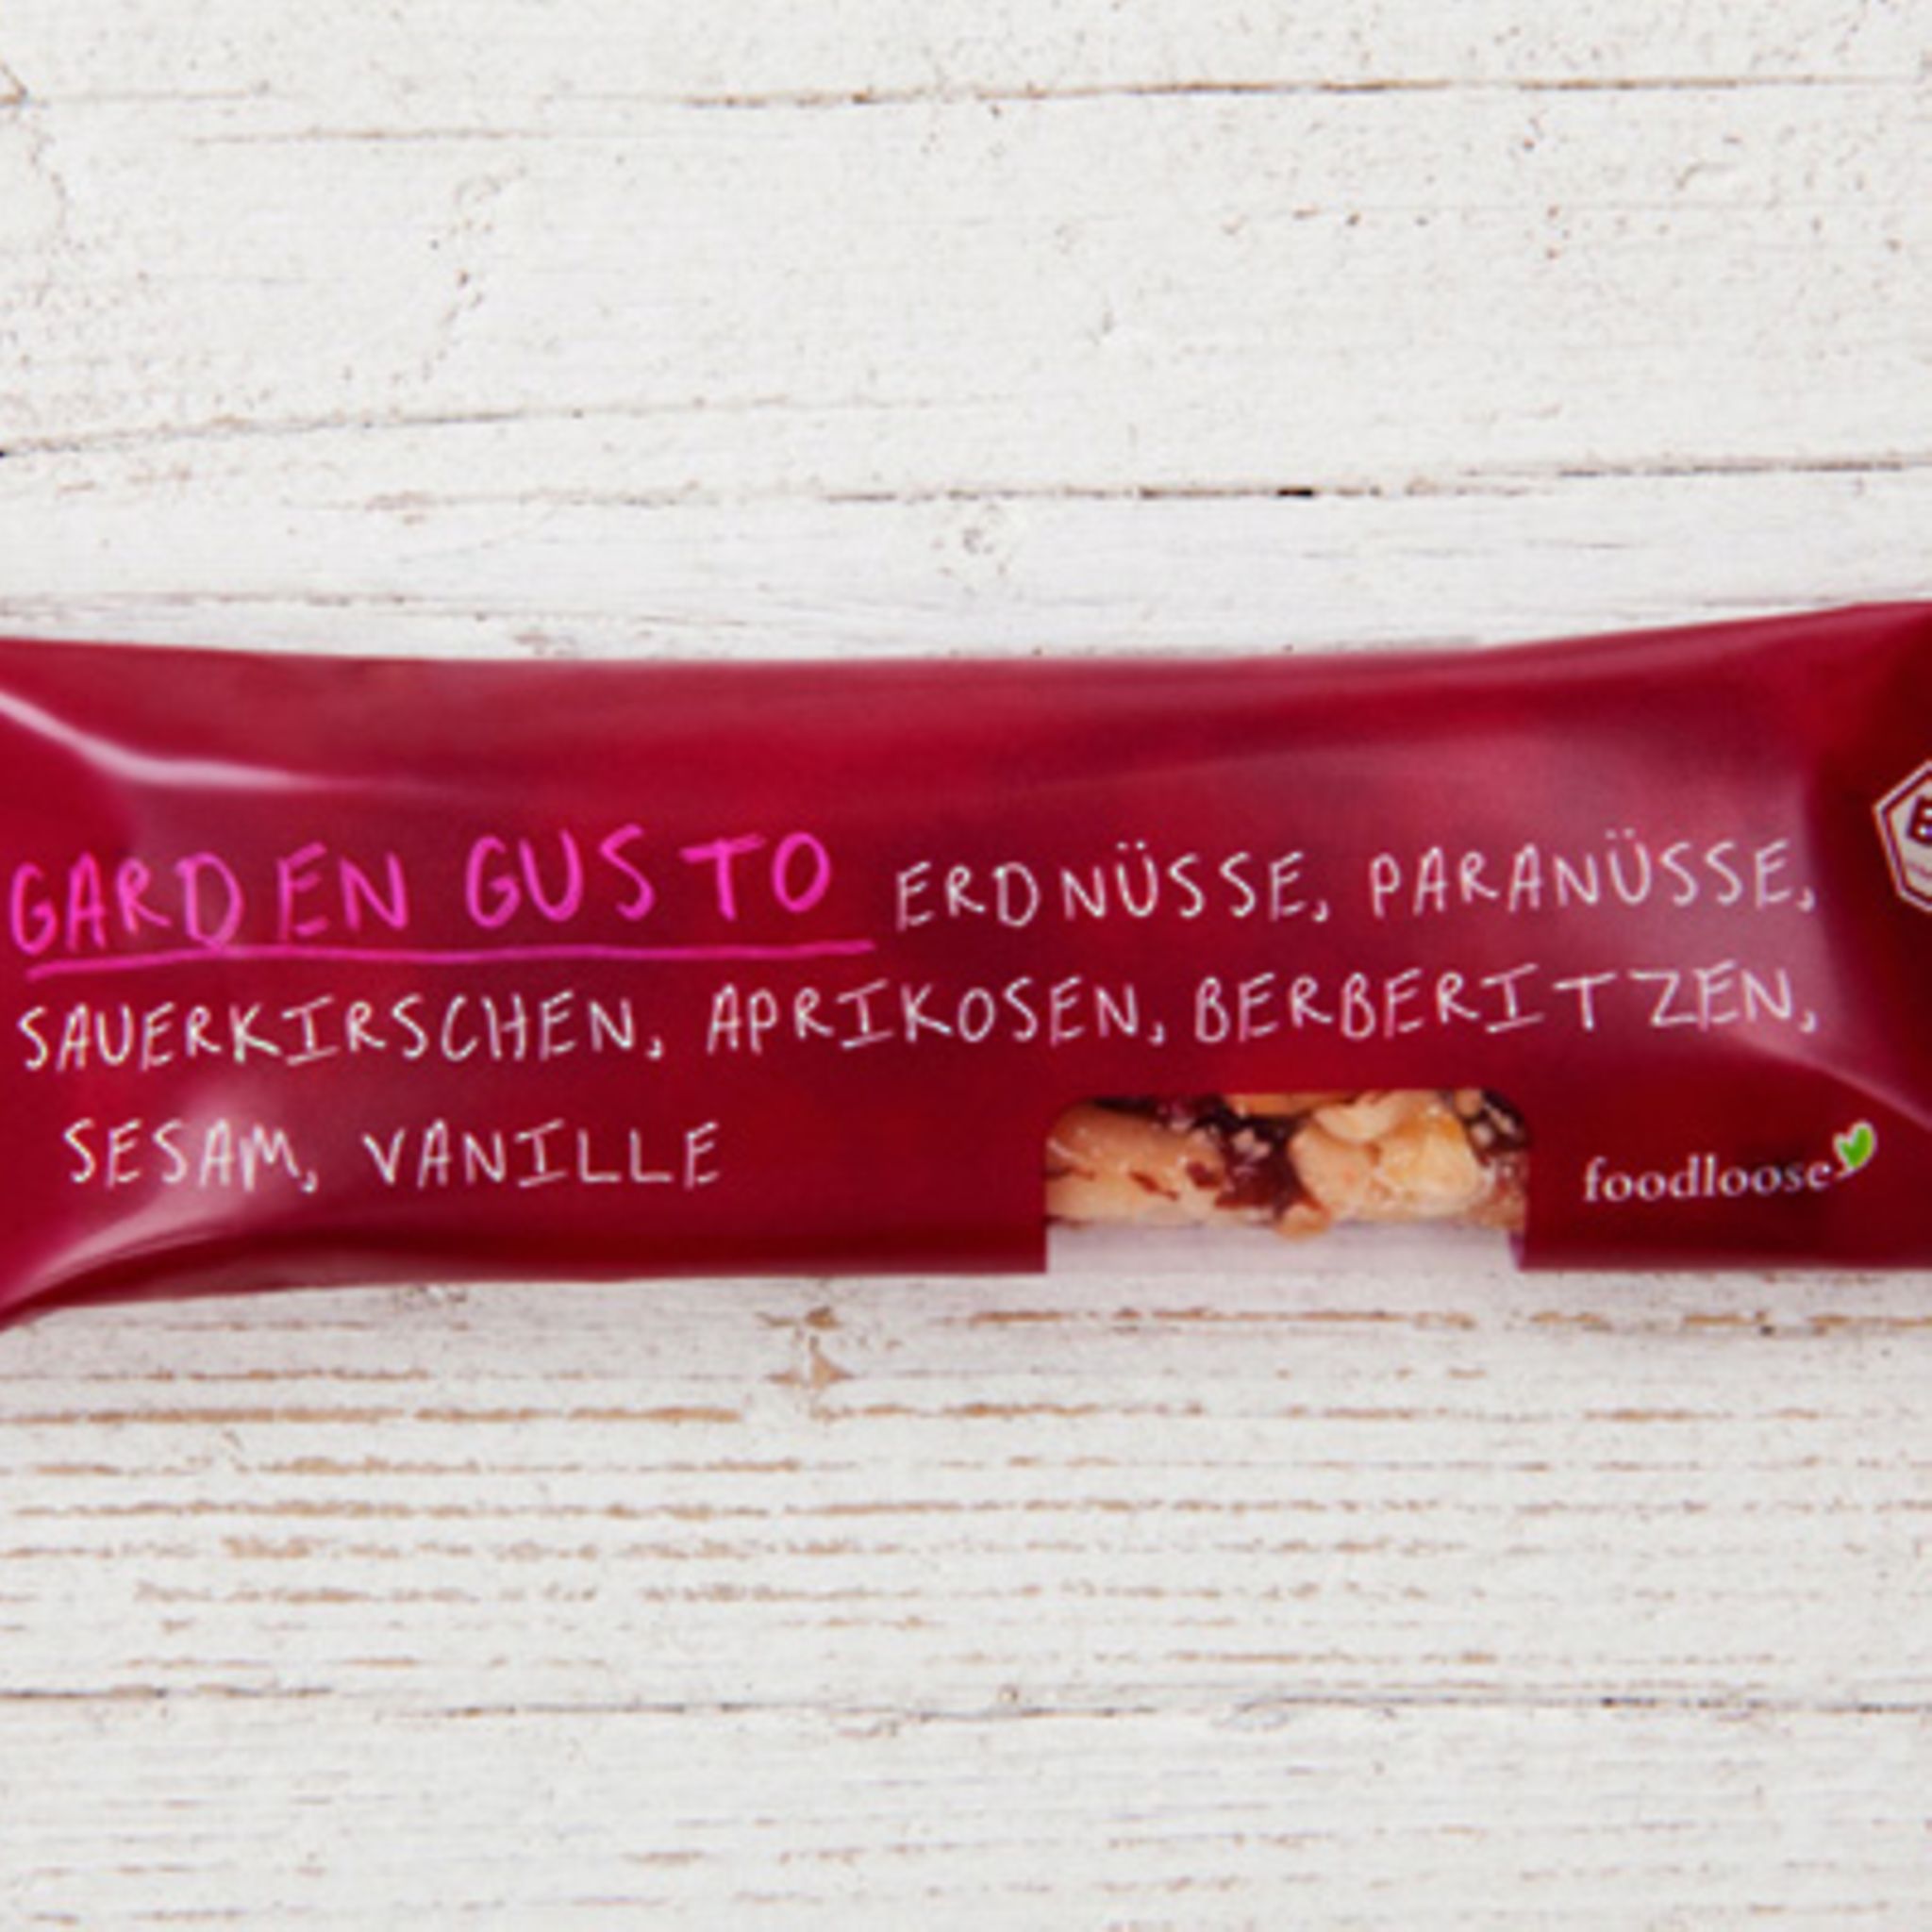 GARDEN GUSTO ERDNÜSSE, PARANÜSSE,
SAUERKIRSCHEN, APRIKOSEN, BERBERITZEN,
SESAM, VANILLE
foodloose